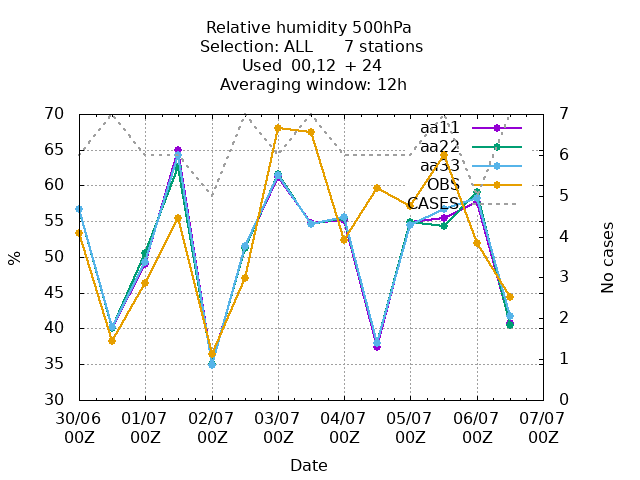 Relative humidity 500hPa
Selection: ALL 7 stations
Used 00,12 + 24
Averaging window: 12h
70
65
60
55
50
45
40
35
30
%
7
6
5
4
3
2
1
0
No cases
aa11
aa22
aa33
OBS
CASES
30/06 01/07 02/07 03/07 04/07 05/07 06/07 07/07
00Z 00Z 00Z 00Z 00Z 00Z 00Z 00Z
Date